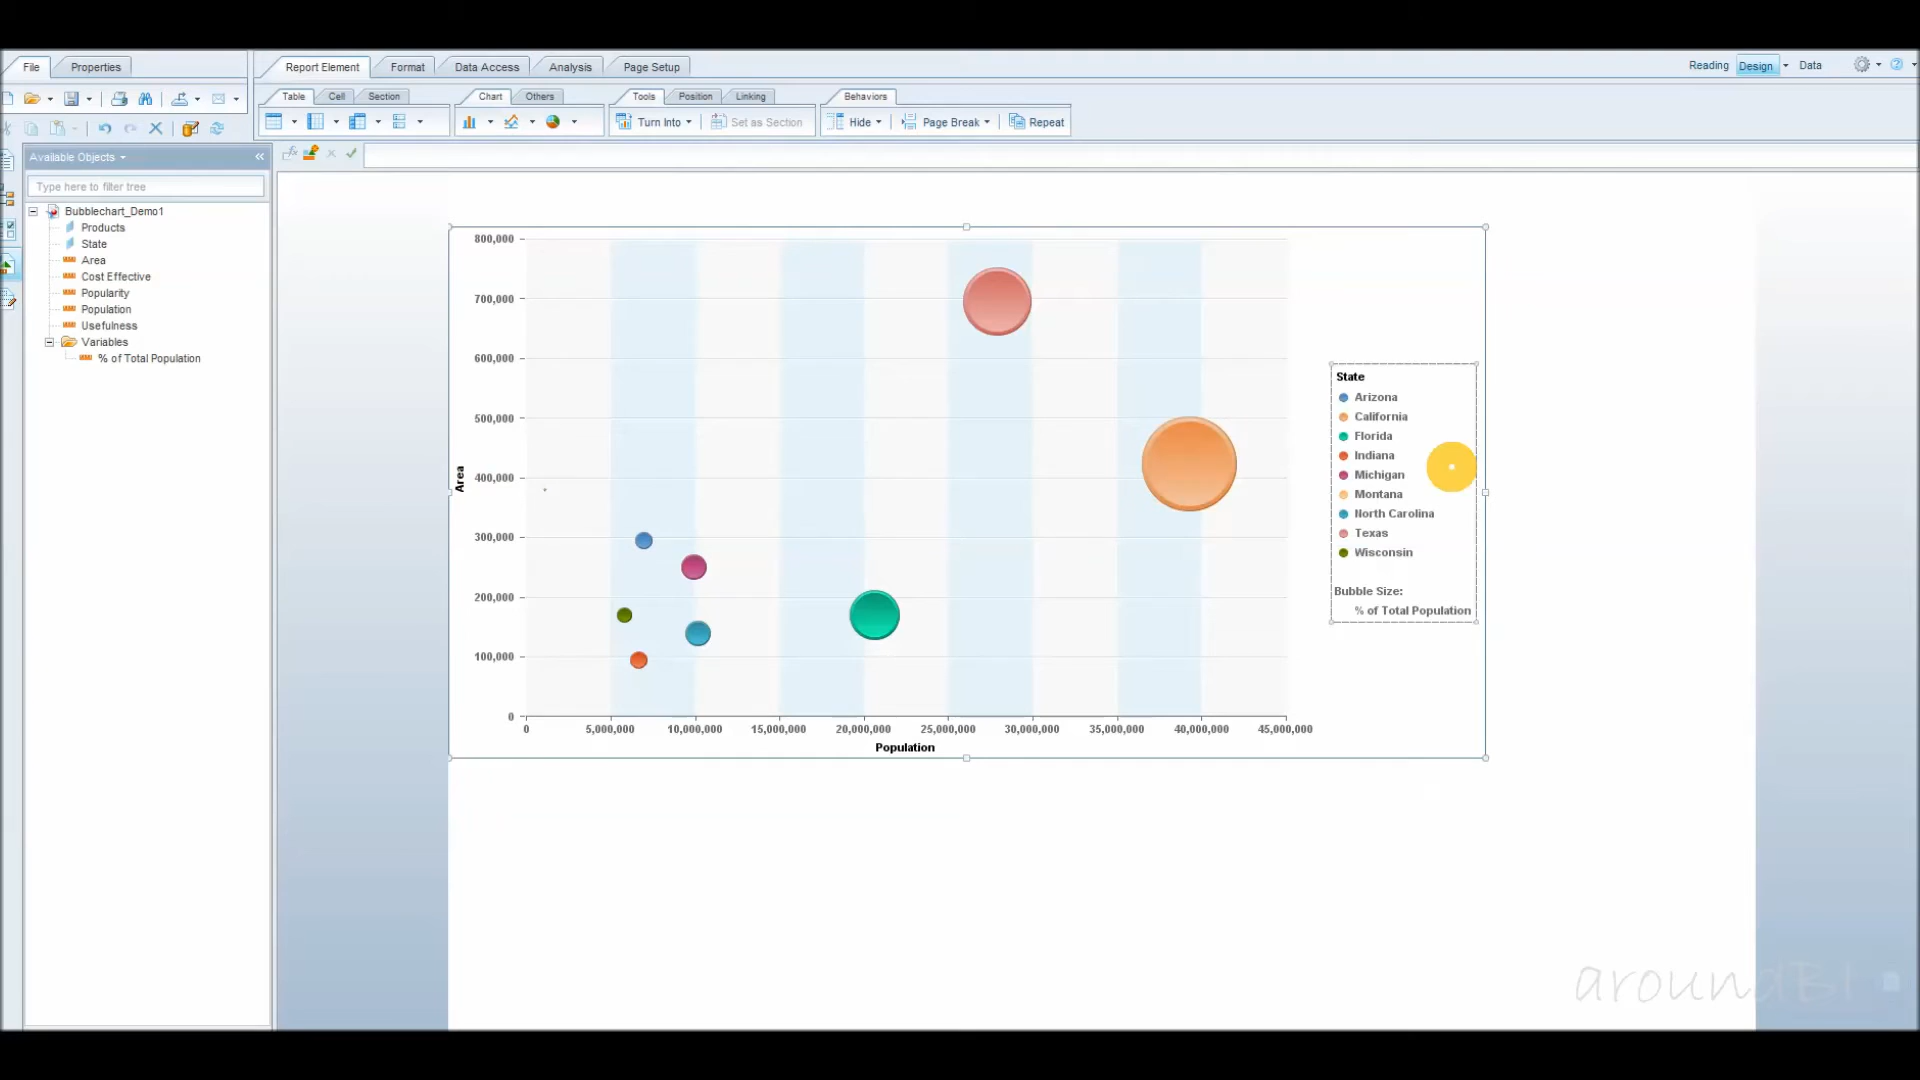 File Properties Report Element Format Data Access Analysis Page Setup Reading Design Data
Table Cell Section Chart Others Tools Position Linking Behaviors
Turn Into Set as Section Hide Page Break Repeat
Available Objects
Type here to filter tree
Bubblechart_Demo1
Products
State
Area
Cost Effective
Popularity
Population
Usefulness
Variables
% of Total Population
800,000
700,000
600,000
500,000
400,000
300,000
200,000
100,000
0
Area
0 5,000,000 10,000,000 15,000,000 20,000,000 25,000,000 30,000,000 35,000,000 40,000,000 45,000,000
Population
State
Arizona
California
Florida
Indiana
Michigan
Montana
North Carolina
Texas
Wisconsin
Bubble Size:
% of Total Population
aroundBI